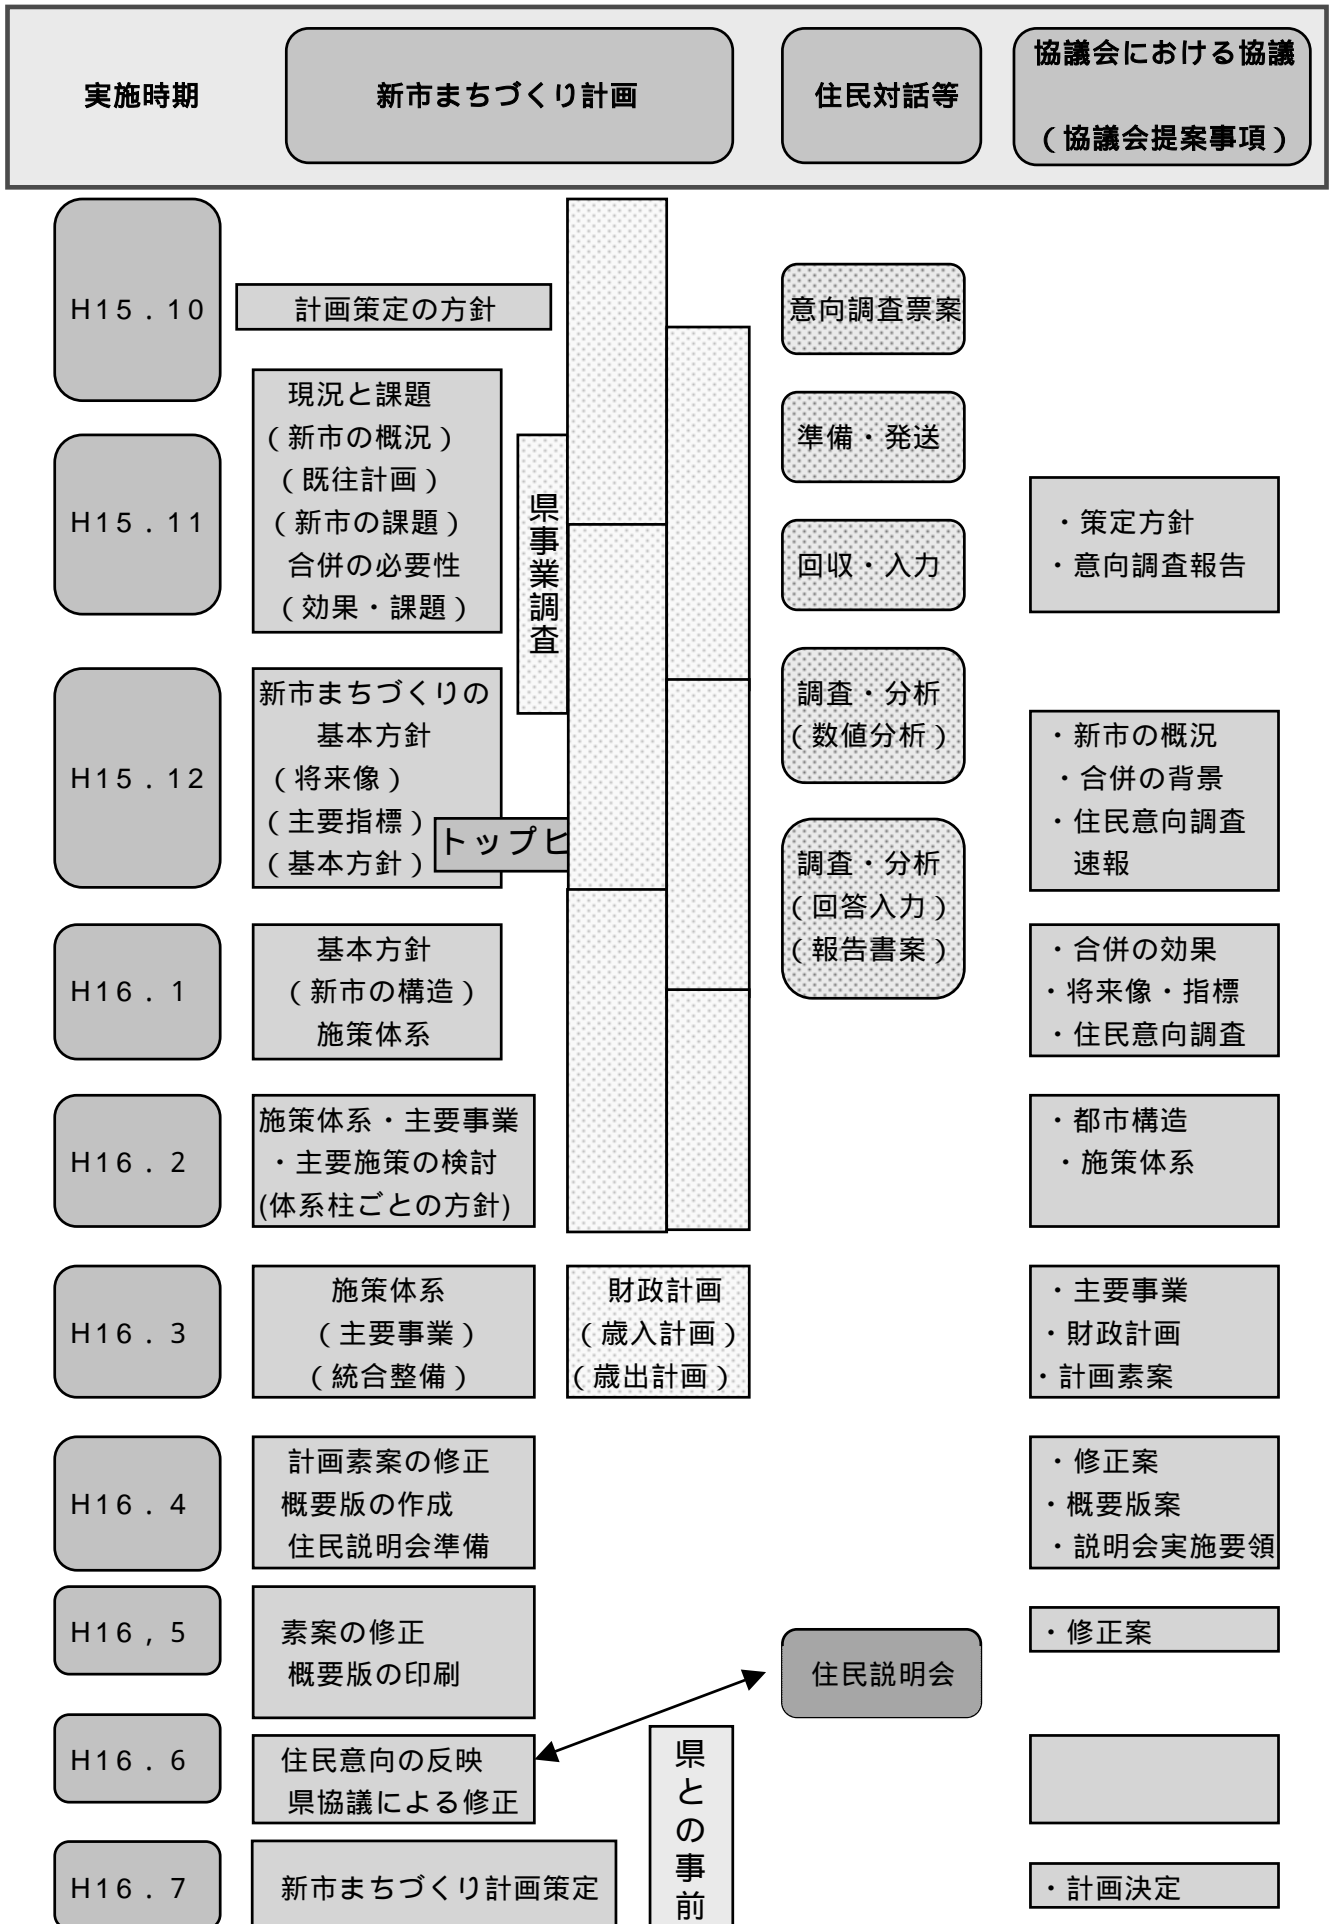 実施時期
新市まちづくり計画
住民対話等
協議会における協議
（協議会提案事項）
H15．10
計画策定の方針
意向調査票案
現況と課題
（新市の概況）
（既往計画）
（新市の課題）
合併の必要性
（効果・課題）
県事業調査
準備・発送
H15．11
回収・入力
・策定方針
・意向調査報告
H15．12
新市まちづくりの
基本方針
（将来像）
（主要指標）
（基本方針）
トップヒ
調査・分析
（数値分析）
・新市の概況
・合併の背景
・住民意向調査
速報
調査・分析
（回答入力）
（報告書案）
H16．1
基本方針
（新市の構造）
施策体系
・合併の効果
・将来像・指標
・住民意向調査
H16．2
施策体系・主要事業
・主要施策の検討
(体系柱ごとの方針)
・都市構造
・施策体系
H16．3
施策体系
（主要事業）
（統合整備）
財政計画
（歳入計画）
（歳出計画）
・主要事業
・財政計画
・計画素案
H16．4
計画素案の修正
概要版の作成
住民説明会準備
・修正案
・概要版案
・説明会実施要領
H16，5
素案の修正
概要版の印刷
住民説明会
・修正案
H16．6
住民意向の反映
県協議による修正
県との事前
H16．7
新市まちづくり計画策定
・計画決定